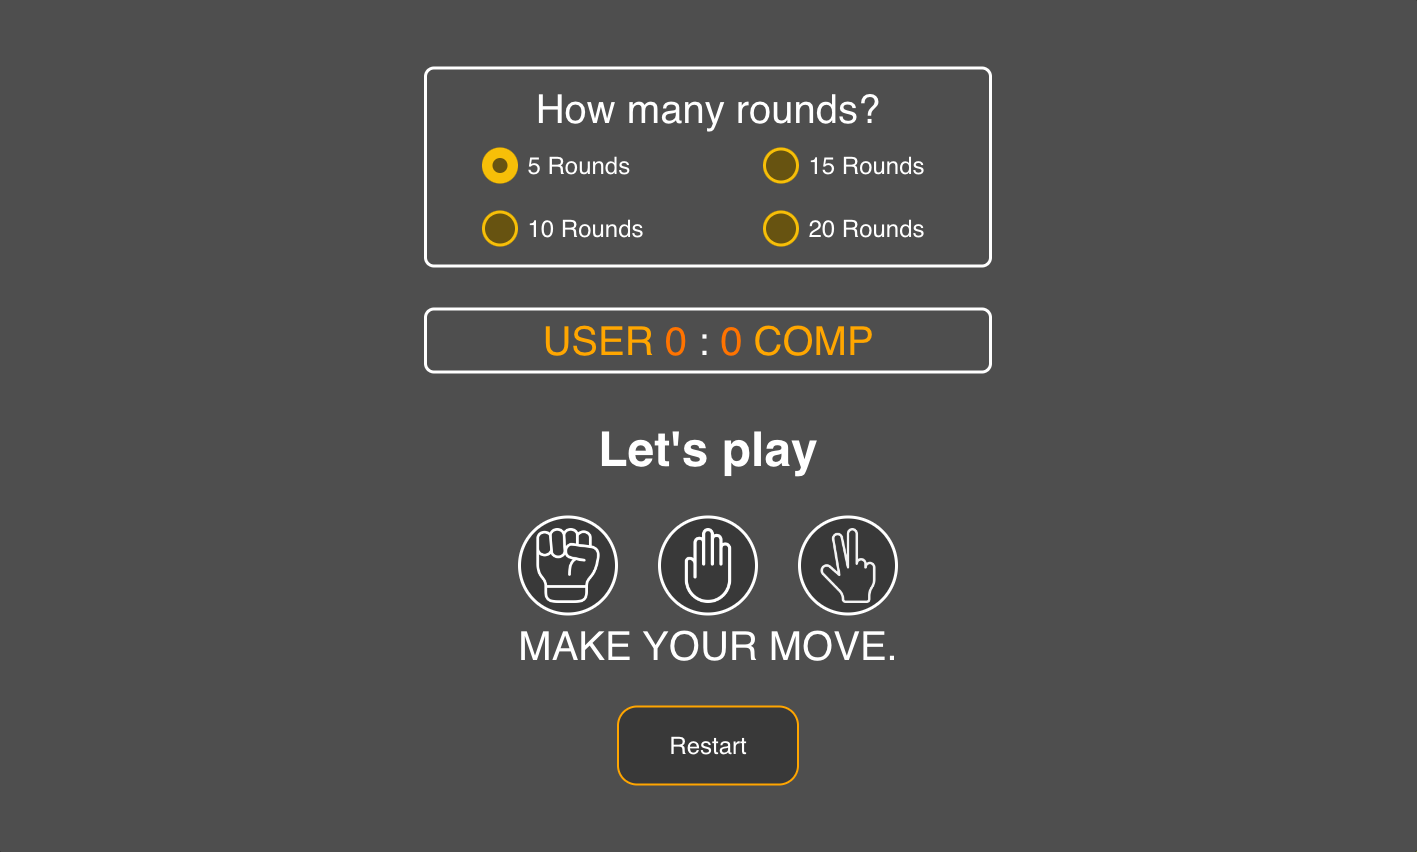 How many rounds?
5 Rounds
15 Rounds
10 Rounds
20 Rounds
USER 0 : 0 COMP
Let's play
MAKE YOUR MOVE.
Restart